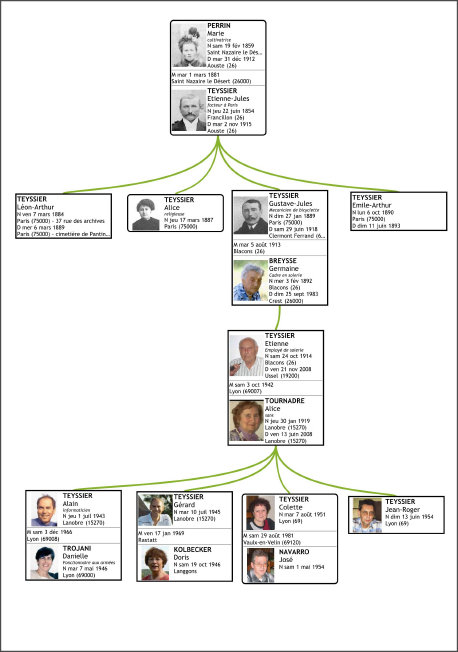 PERRIN
Marie
cultivatrice
N sam 19 fév 1859
Saint Nazaire le Dés...
D mar 31 déc 1912
Aouste (26)
M mar 1 mars 1881
Saint Nazaire le Désert (26000)
TEYSSIER
Etienne-Jules
facteur à Paris
N jeu 22 juin 1854
Francillon (26)
D mar 2 nov 1915
Aouste (26)
TEYSSIER
Léon-Arthur
N ven 7 mars 1884
Paris (75000) - 37 rue des archives
D mer 6 mars 1889
Paris (75000) - cimetière de Pantin...
TEYSSIER
Alice
religieuse
N jeu 17 mars 1887
Paris (75000)
TEYSSIER
Gustave-Jules
Mecanicien de bicyclette
N dim 27 jan 1889
Paris (75000)
D sam 29 juin 1918
Clermont Ferrand (6...
M mar 5 août 1913
Blacons (26)
BREYSSE
Germaine
Cadre en soierie
N mer 3 fév 1892
Blacons (26)
D dim 25 sept 1983
Crest (26000)
TEYSSIER
Emile-Arthur
N lun 6 oct 1890
Paris (75000)
D dim 11 juin 1893
TEYSSIER
Etienne
Employé de soierie
N sam 24 oct 1914
Blacons (26)
D ven 21 nov 2008
Ussel (19200)
M sam 3 oct 1942
Lyon (69007)
TOURNADRE
Alice
sans
N jeu 30 jan 1919
Lanobre (15270)
D ven 13 juin 2008
Lanobre (15270)
TEYSSIER
Alain
Informaticien
N jeu 1 juil 1943
Lanobre (15270)
M sam 3 déc 1966
Lyon (69008)
TROJANI
Danielle
Fonctionnaire aux armées
N mar 7 mai 1946
Lyon (69000)
TEYSSIER
Gérard
N mar 10 juil 1945
Lanobre (15270)
M ven 17 jan 1969
Rastatt
KOLBECKER
Doris
N sam 19 oct 1946
Langgons
TEYSSIER
Colette
N mar 7 août 1951
Lyon (69)
M sam 29 août 1981
Vaulx-en-Velin (69120)
NAVARRO
José
N sam 1 mai 1954
TEYSSIER
Jean-Roger
N dim 13 juin 1954
Lyon (69)